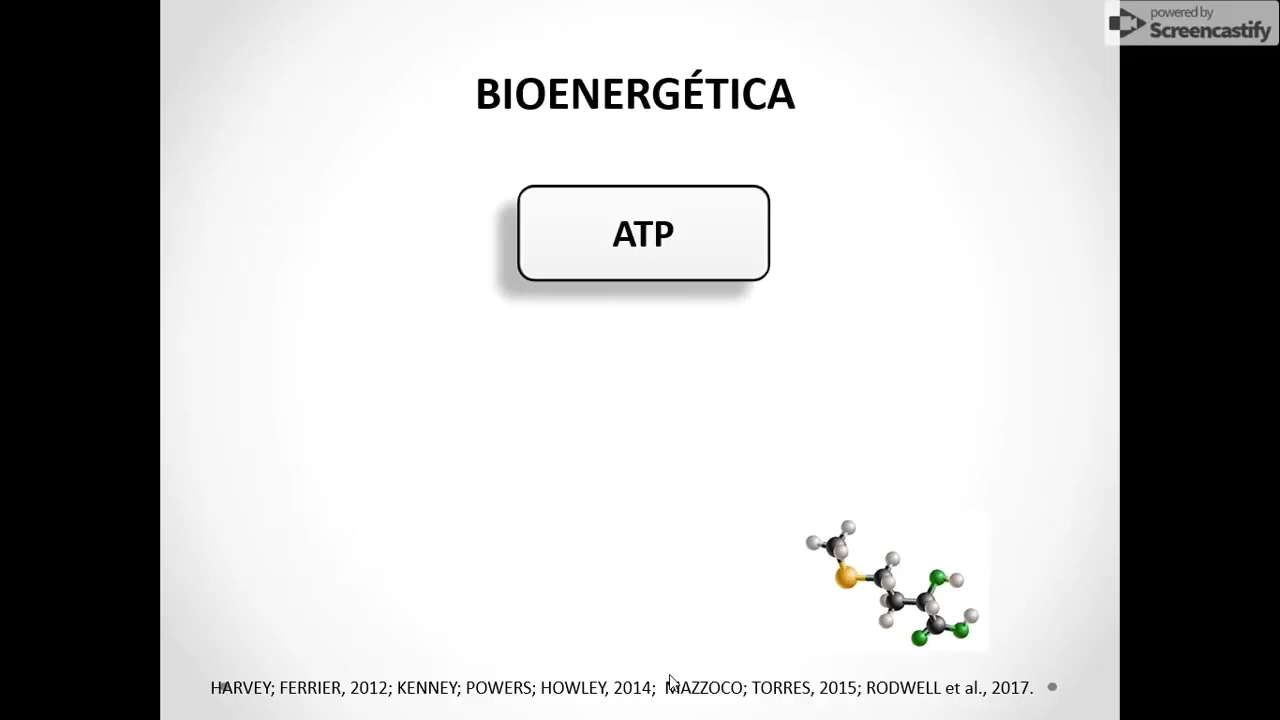 powered by
Screencastify
BIOENERGÉTICA
ATP
HARVEY; FERRIER, 2012; KENNEY; POWERS; HOWLEY, 2014; MAZZOCO; TORRES, 2015; RODWELL et al., 2017.